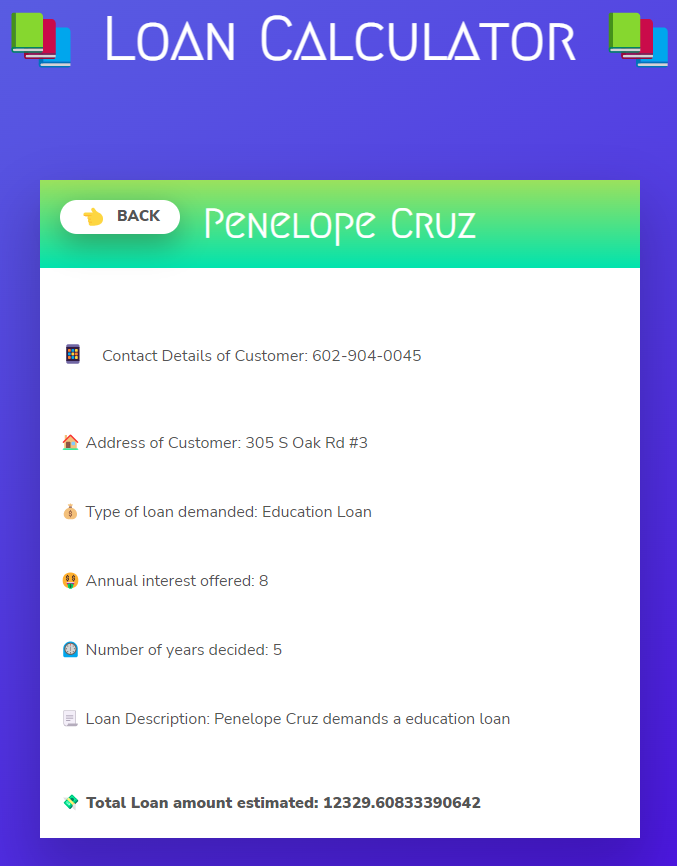 Loan Calculator
BACK
Penelope Cruz
Contact Details of Customer: 602-904-0045
Address of Customer: 305 S Oak Rd #3
Type of loan demanded: Education Loan
Annual interest offered: 8
Number of years decided: 5
Loan Description: Penelope Cruz demands a education loan
Total Loan amount estimated: 12329.60833390642